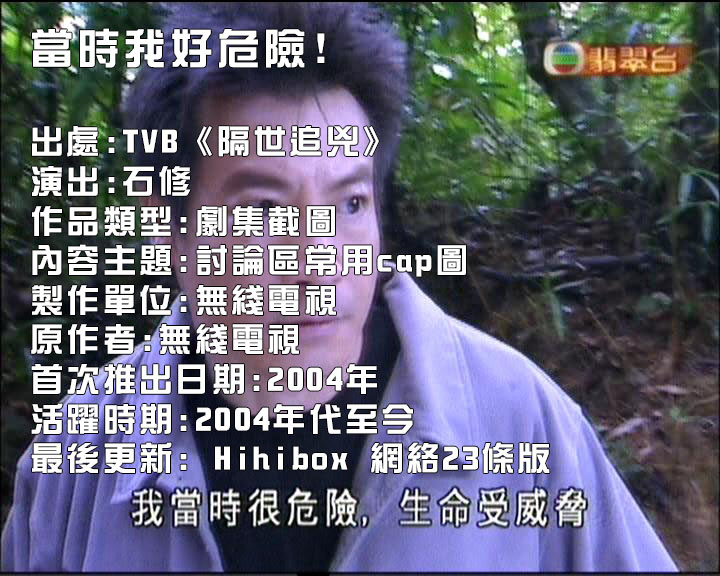 當時我好危險!
翡翠台
出處:TVB《隔世追兇》
演出:石修
作品類型:劇集截圖
內容主題:討論區常用cap圖
製作單位:無綫電視
原作者:無綫電視
首次推出日期:2004年
活躍時期:2004年代至今
最後更新: Hihibox 網絡23條版
我當時很危險, 生命受威脅